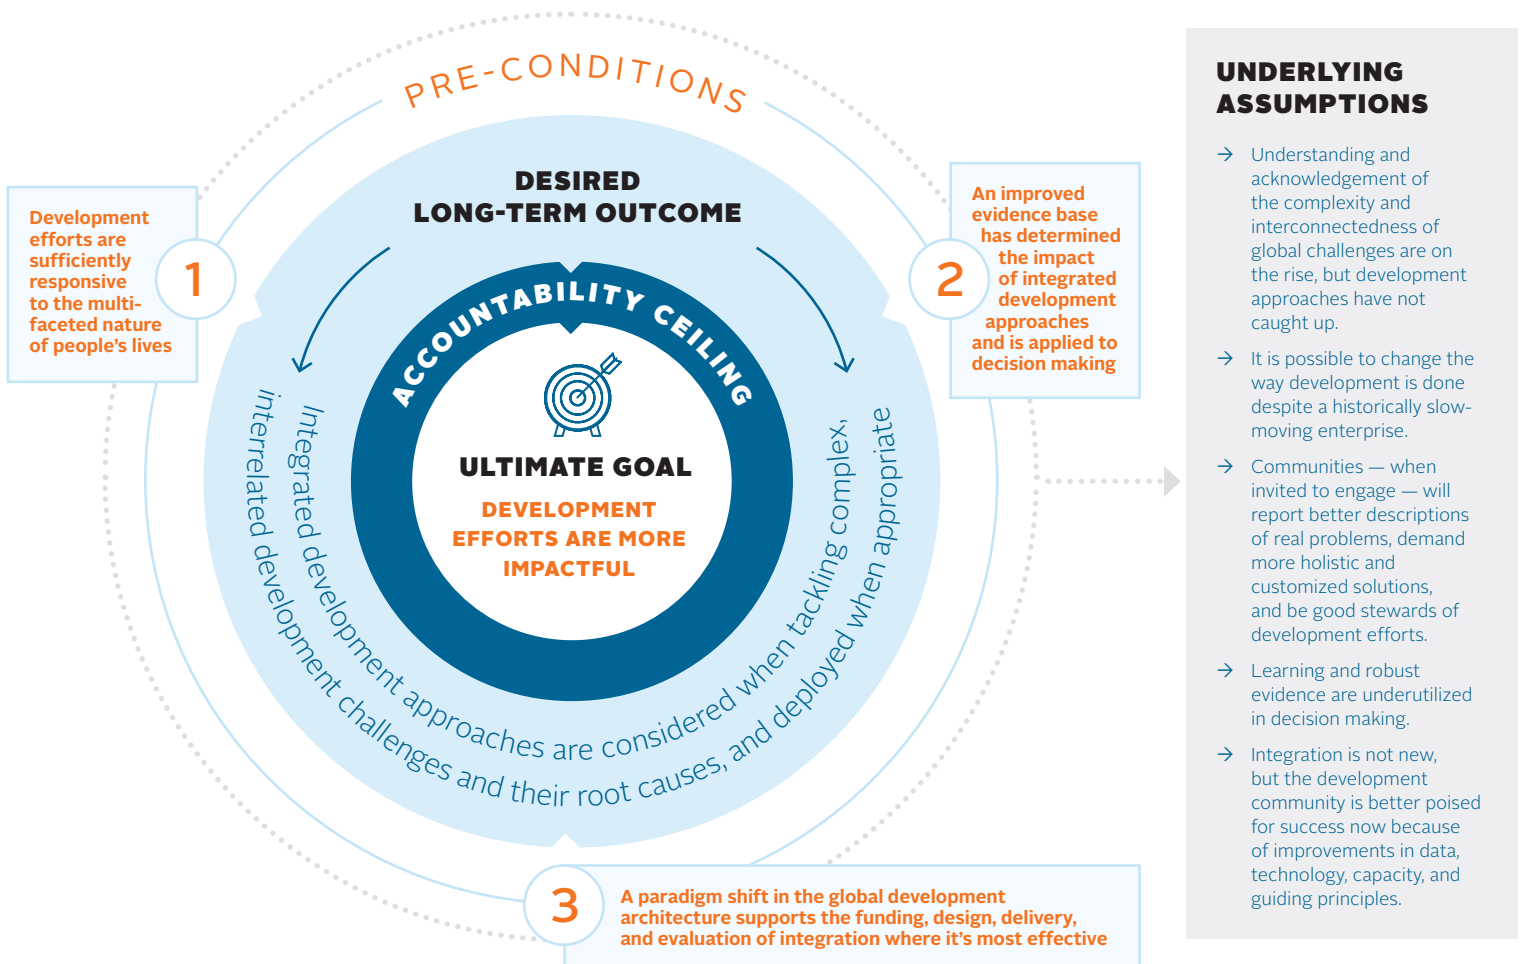 PRE-CONDITIONS
DESIRED
LONG-TERM OUTCOME
1
Development
efforts are
sufficiently
responsive
to the multi-
faceted nature
of people's lives
2
An improved
evidence base
has determined
the impact
of integrated
development
approaches
and is applied to
decision making
ACCOUNTABILITY CEILING
ULTIMATE GOAL
DEVELOPMENT
EFFORTS ARE MORE
IMPACTFUL
Integrated development approaches are considered when tackling complex,
interrelated development challenges and their root causes, and deployed when appropriate
3
A paradigm shift in the global development
architecture supports the funding, design, delivery,
and evaluation of integration where it's most effective
UNDERLYING
ASSUMPTIONS
→ Understanding and
acknowledgement of
the complexity and
interconnectedness of
global challenges are on
the rise, but development
approaches have not
caught up.
→ It is possible to change the
way development is done
despite a historically slow-
moving enterprise.
→ Communities — when
invited to engage — will
report better descriptions
of real problems, demand
more holistic and
customized solutions,
and be good stewards of
development efforts.
→ Learning and robust
evidence are underutilized
in decision making.
→ Integration is not new,
but the development
community is better poised
for success now because
of improvements in data,
technology, capacity, and
guiding principles.